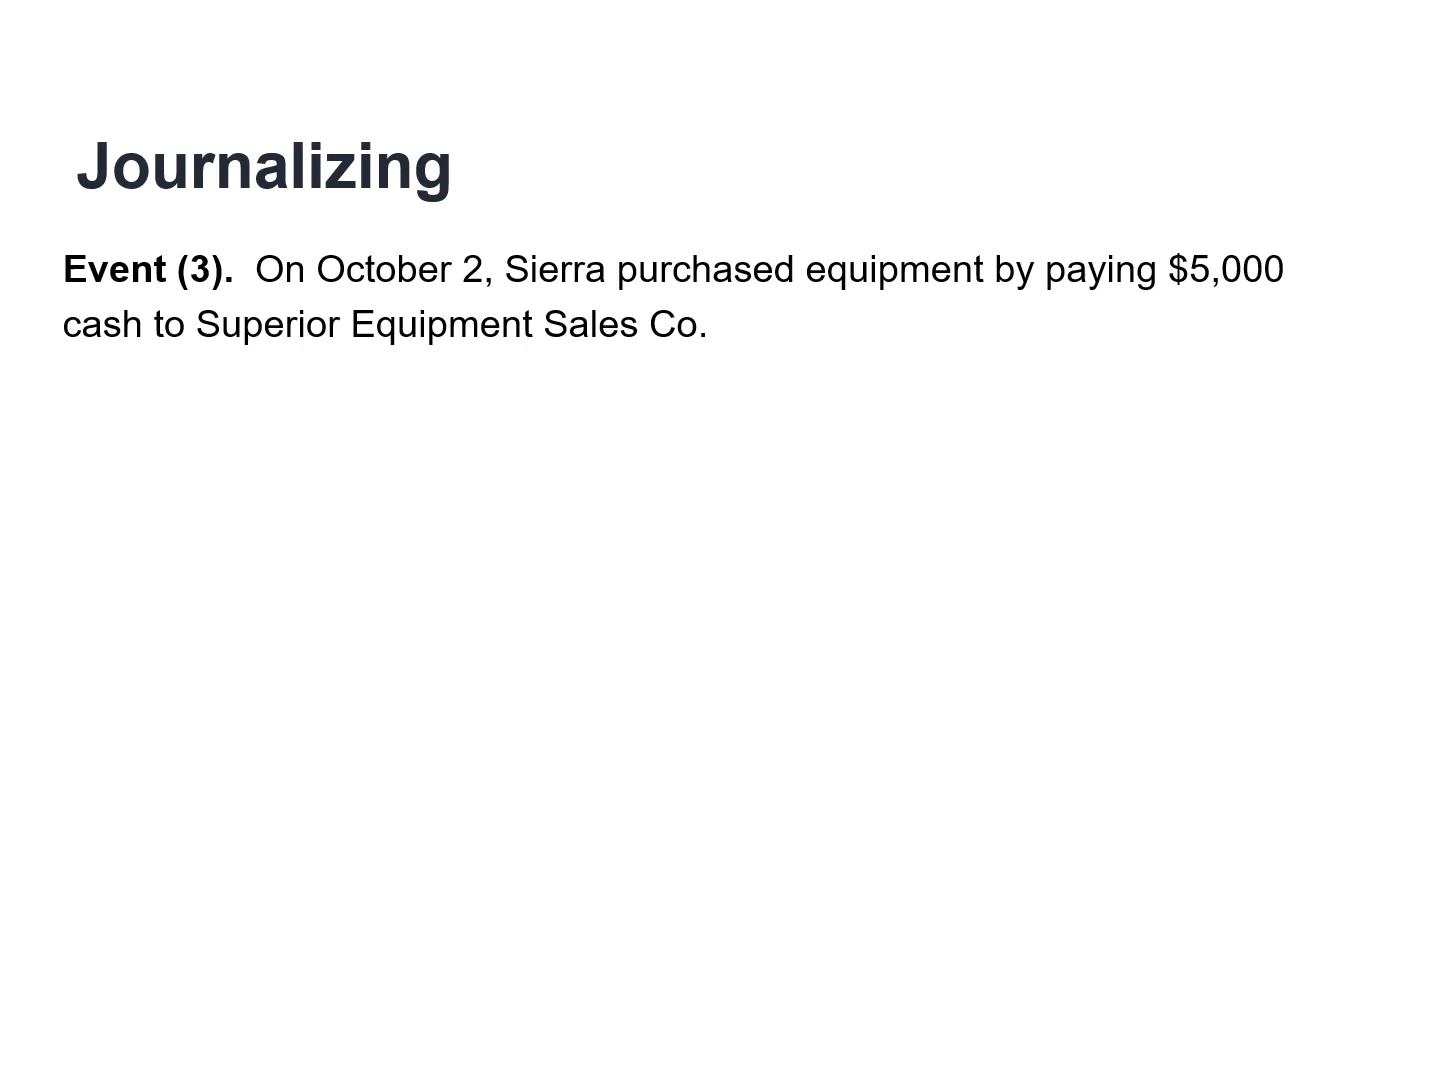 Journalizing
Event (3).  On October 2, Sierra purchased equipment by paying $5,000
cash to Superior Equipment Sales Co.